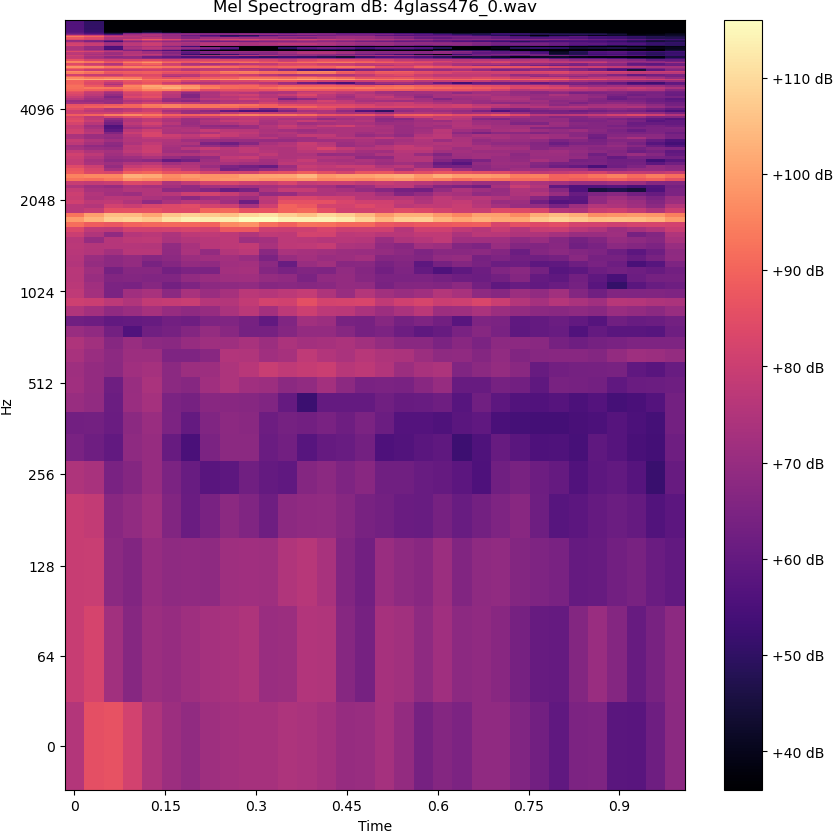 Mel Spectrogram dB: 4glass476_0.wav
Hz
4096
2048
1024
512
256
128
64
0
0 0.15 0.3 0.45 0.6 0.75 0.9
Time
+110 dB
+100 dB
+90 dB
+80 dB
+70 dB
+60 dB
+50 dB
+40 dB